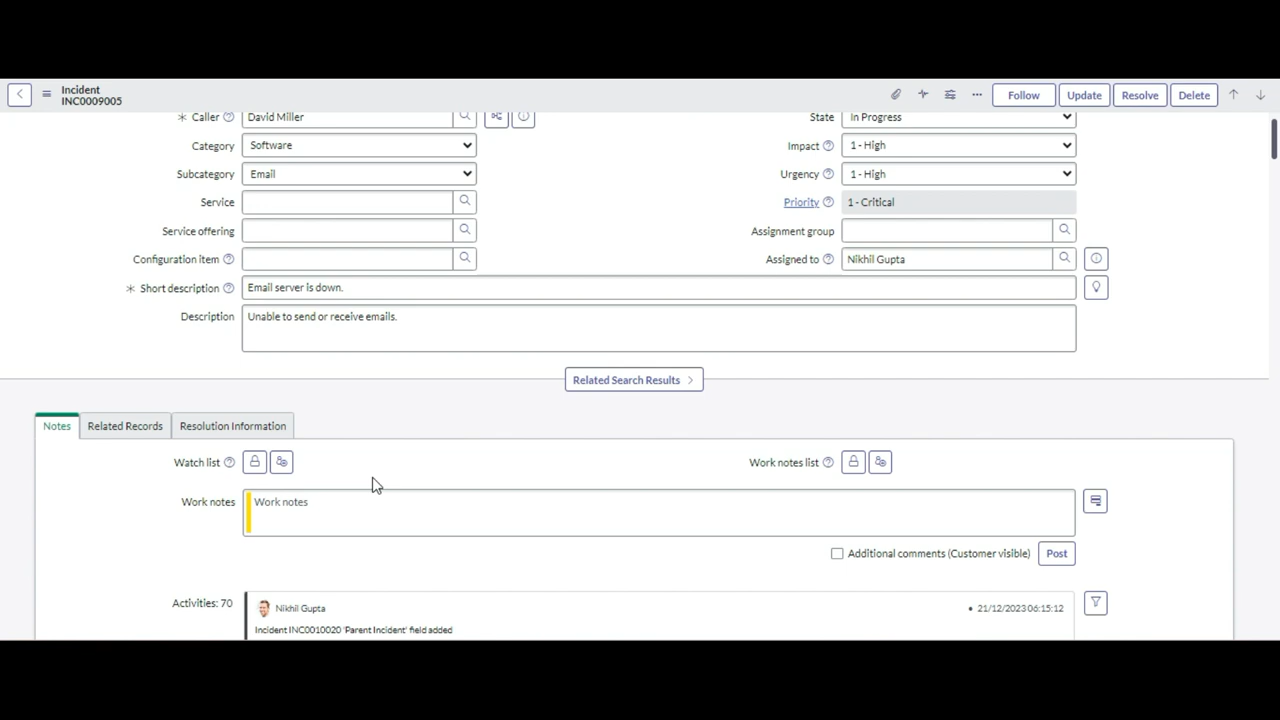 Incident
INC0009005
Follow Update Resolve Delete
Caller David Miller State In Progress
Category Software Impact 1 - High
Subcategory Email Urgency 1 - High
Service Priority 1 - Critical
Service offering Assignment group
Configuration item Assigned to Nikhil Gupta
Short description Email server is down.
Description Unable to send or receive emails.
Related Search Results
Notes Related Records Resolution Information
Watch list Work notes list
Work notes Work notes
Additional comments (Customer visible) Post
Activities: 70 Nikhil Gupta • 21/12/2023 06:15:12
Incident INC0010020 'Parent Incident' field added